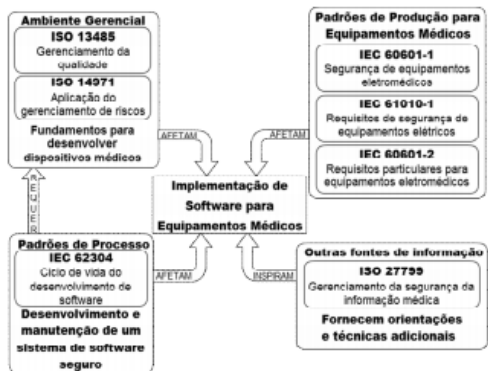 Ambiente Gerencial
ISO 13485
Gerenciamento da
qualidade
ISO 14971
Aplicação do
gerenciamento de riscos
Fundamentos para
desenvolver
dispositivos médicos
Padrões de Produção para
Equipamentos Médicos
IEC 60601-1
Segurança de equipamentos
eletromédicos
IEC 61010-1
Requisitos de segurança de
equipamentos elétricos
IEC 60601-2
Requisitos particulares para
equipamentos eletromédicos
AFETAM
AFETAM
REQUER
Implementação de
Software para
Equipamentos Médicos
Padrões de Processo
IEC 62304
Ciclo de vida do
desenvolvimento de
software
Desenvolvimento e
manutenção de um
sistema de software
seguro
AFETAM
INSPIRAM
Outras fontes de informação
ISO 27799
Gerenciamento da segurança da
informação médica
Fornecem orientações
e técnicas adicionais